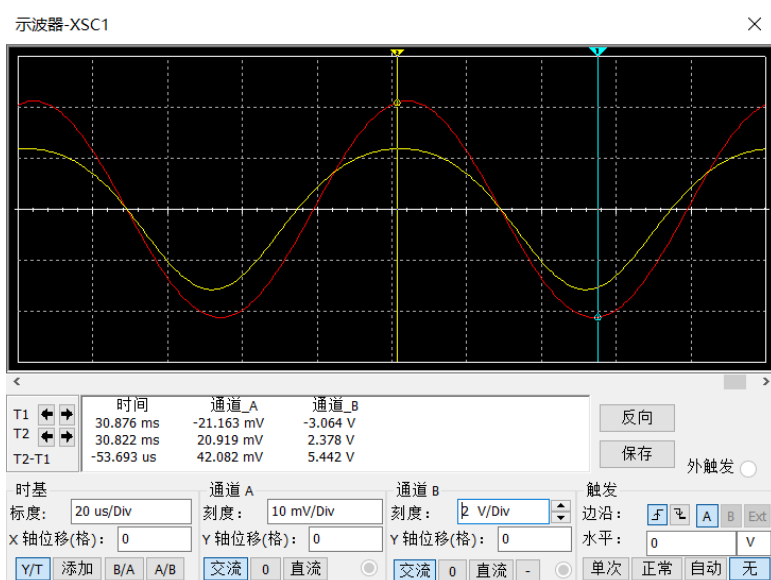 示波器-XSC1
时间 通道_A 通道_B
T1 30.876 ms -21.163 mV -3.064 V
T2 30.822 ms 20.919 mV 2.378 V
T2-T1 -53.693 us 42.082 mV 5.442 V
反向
保存
外触发
时基 通道 A 通道 B 触发
标度: 20 us/Div 刻度: 10 mV/Div 刻度: 2 V/Div 边沿: A B Ext
X 轴位移(格): 0 Y 轴位移(格): 0 Y 轴位移(格): 0 水平: 0 V
Y/T 添加 B/A A/B 交流 0 直流 交流 0 直流 - 单次 正常 自动 无